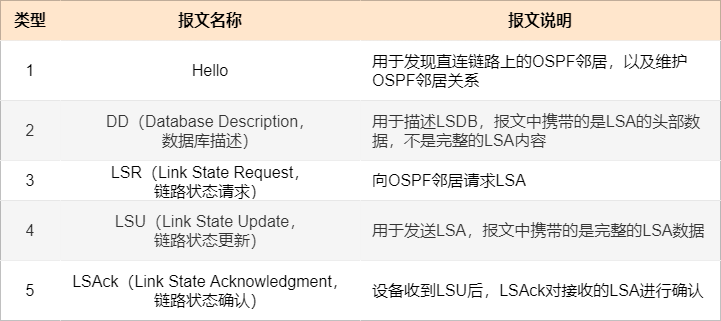 类型 报文名称 报文说明
1 Hello 用于发现直连链路上的OSPF邻居，以及维护
OSPF邻居关系
2 DD（Database Description， 用于描述LSDB，报文中携带的是LSA的头部数
数据库描述） 据，不是完整的LSA内容
3 LSR（Link State Request， 向OSPF邻居请求LSA
链路状态请求）
4 LSU（Link State Update， 用于发送LSA，报文中携带的是完整的LSA数据
链路状态更新）
5 LSAck（Link State Acknowledgment， 设备收到LSU后，LSAck对接收的LSA进行确认
链路状态确认）